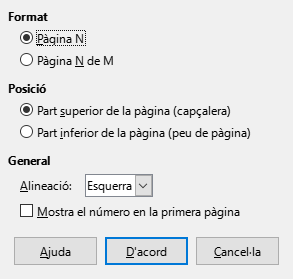 Format
Pàgina N
Pàgina N de M
Posició
Part superior de la pàgina (capçalera)
Part inferior de la pàgina (peu de pàgina)
General
Alineació: Esquerra
Mostra el número en la primera pàgina
Ajuda D'acord Cancel·la